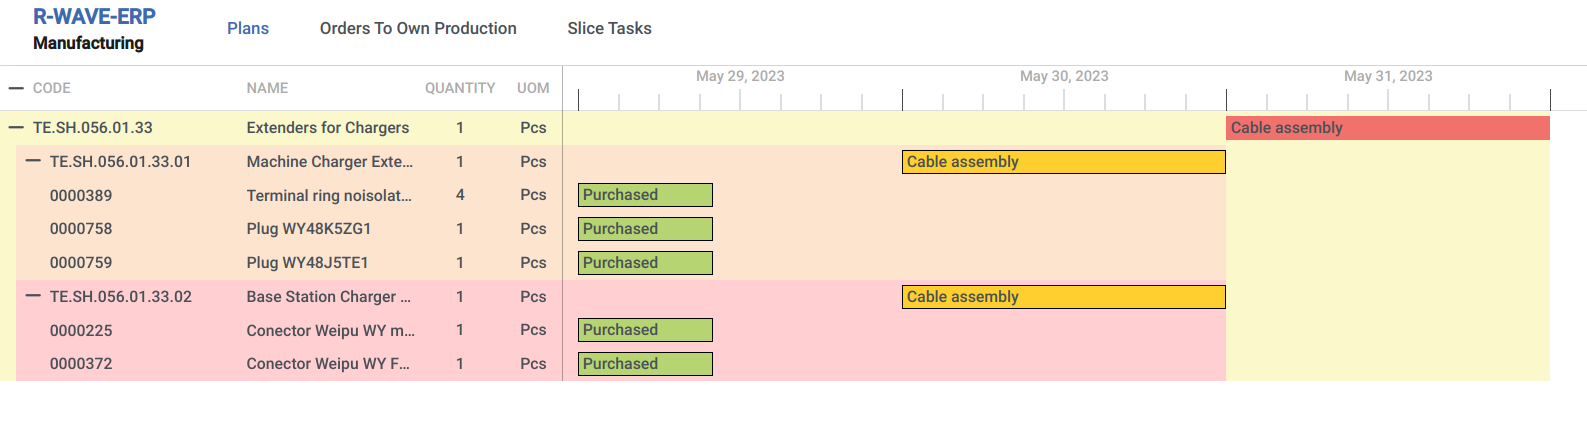 R-WAVE-ERP
Manufacturing
Plans Orders To Own Production Slice Tasks
CODE NAME QUANTITY UOM May 29, 2023 May 30, 2023 May 31, 2023
TE.SH.056.01.33 Extenders for Chargers 1 Pcs Cable assembly
TE.SH.056.01.33.01 Machine Charger Exte... 1 Pcs Cable assembly
0000389 Terminal ring noisolat... 4 Pcs Purchased
0000758 Plug WY48K5ZG1 1 Pcs Purchased
0000759 Plug WY48J5TE1 1 Pcs Purchased
TE.SH.056.01.33.02 Base Station Charger ... 1 Pcs Cable assembly
0000225 Conector Weipu WY m... 1 Pcs Purchased
0000372 Conector Weipu WY F... 1 Pcs Purchased